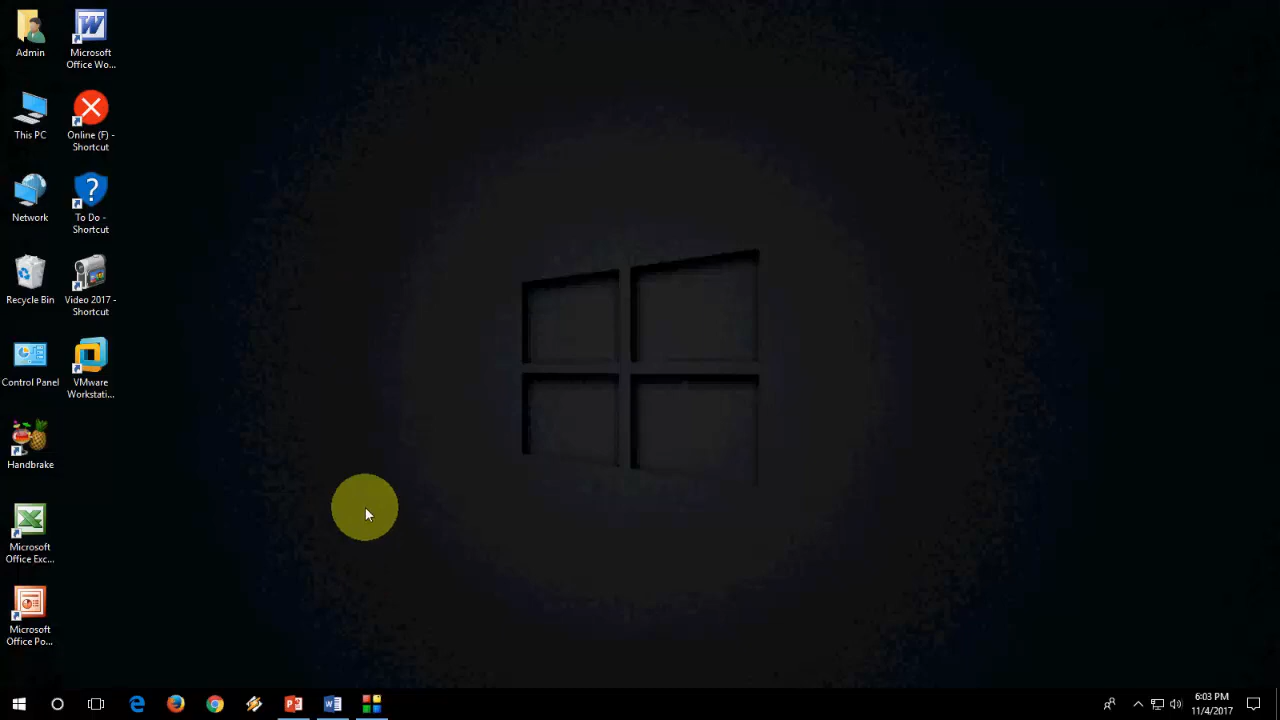 Admin
Microsoft
Office Wo...
This PC
Online (F) -
Shortcut
Network
To Do -
Shortcut
Recycle Bin
Video 2017 -
Shortcut
Control Panel
VMware
Workstati...
Handbrake
Microsoft
Office Exc...
Microsoft
Office Po...
6:03 PM
11/4/2017